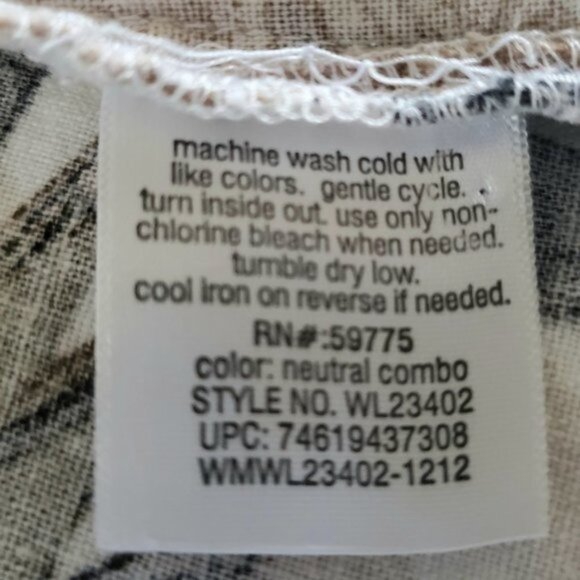 machine wash cold with
like colors. gentle cycle.
turn inside out. use only non-
chlorine bleach when needed.
tumble dry low.
cool iron on reverse if needed.
RN#:59775
color: neutral combo
STYLE NO. WL23402
UPC: 74619437308
WMWL23402-1212